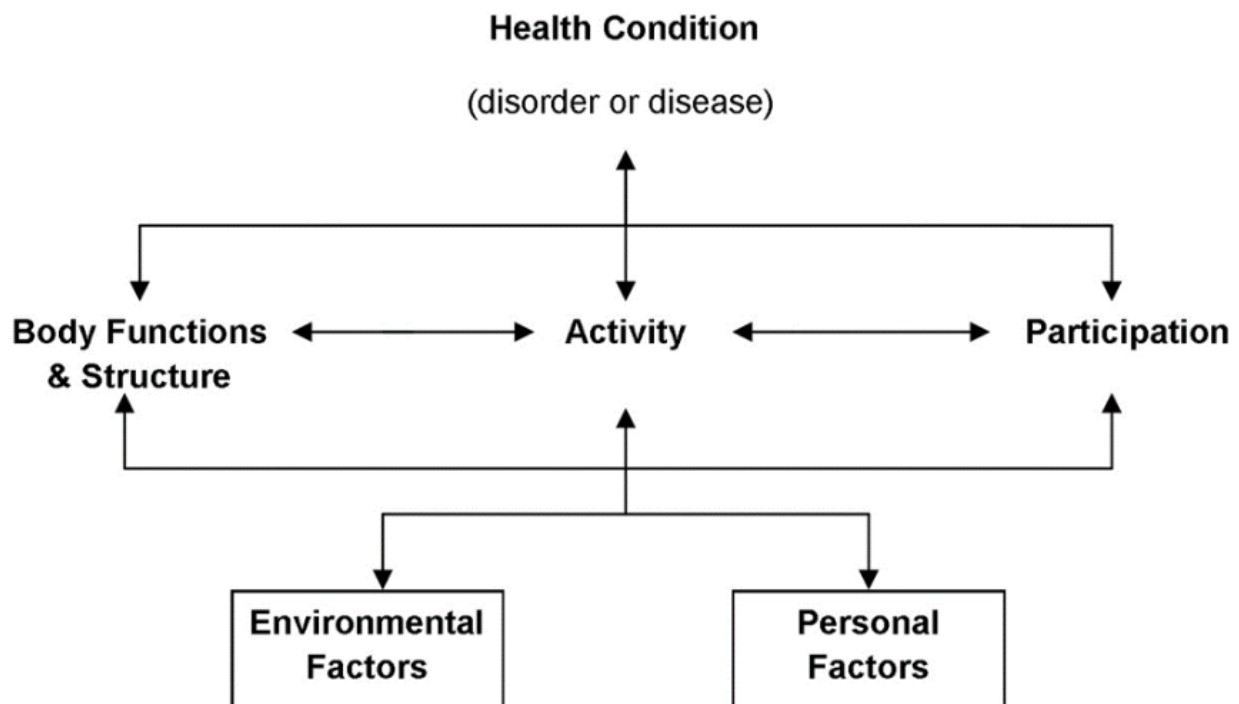 Health Condition
(disorder or disease)
Body Functions
& Structure
Activity
Participation
Environmental
Factors
Personal
Factors